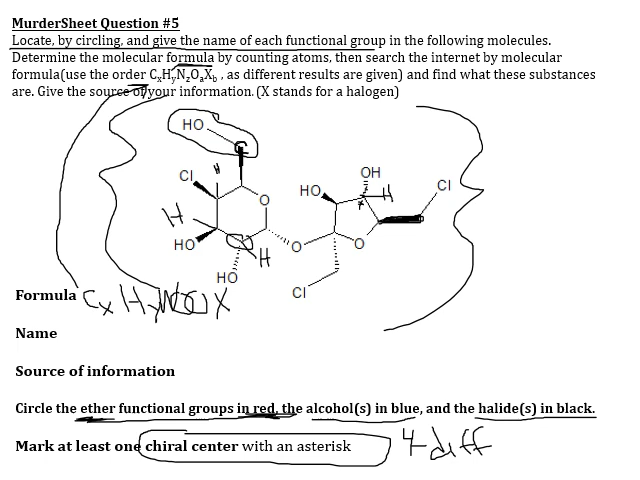 MurderSheet Question #5
Locate, by circling, and give the name of each functional group in the following molecules.
Determine the molecular formula by counting atoms, then search the internet by molecular
formula(use the order CxHyNzOaXb , as different results are given) and find what these substances
are. Give the source of your information. (X stands for a halogen)
HO C
Cl H OH
HO H Cl
O
H
HO O O
H
HO
Cl
Formula Cx Hy N O X
Name
Source of information
Circle the ether functional groups in red, the alcohol(s) in blue, and the halide(s) in black.
Mark at least one chiral center with an asterisk 4 diff